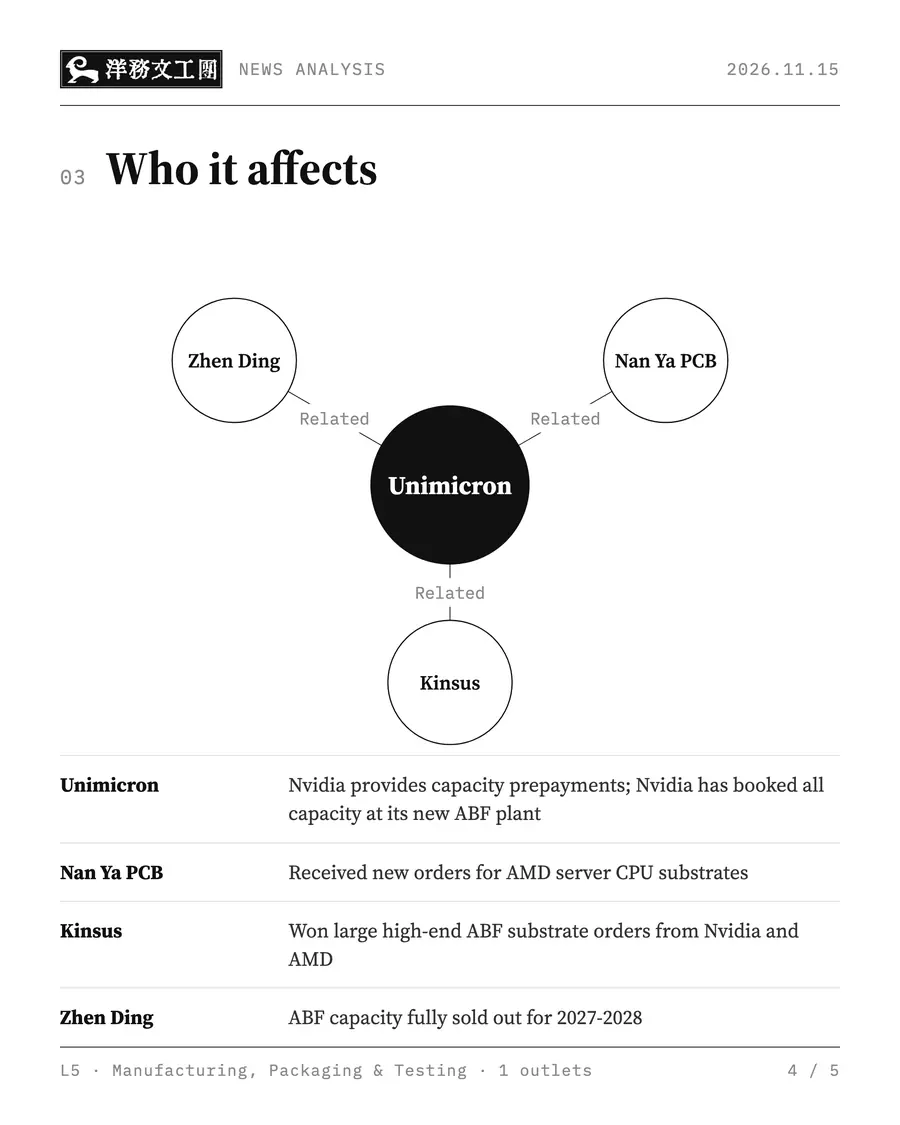 洋務文工團 NEWS ANALYSIS 2026.11.15
03 Who it affects
Zhen Ding
Nan Ya PCB
Related
Related
Unimicron
Related
Kinsus
Unimicron Nvidia provides capacity prepayments; Nvidia has booked all
capacity at its new ABF plant
Nan Ya PCB Received new orders for AMD server CPU substrates
Kinsus Won large high-end ABF substrate orders from Nvidia and
AMD
Zhen Ding ABF capacity fully sold out for 2027-2028
L5 · Manufacturing, Packaging & Testing · 1 outlets 4 / 5